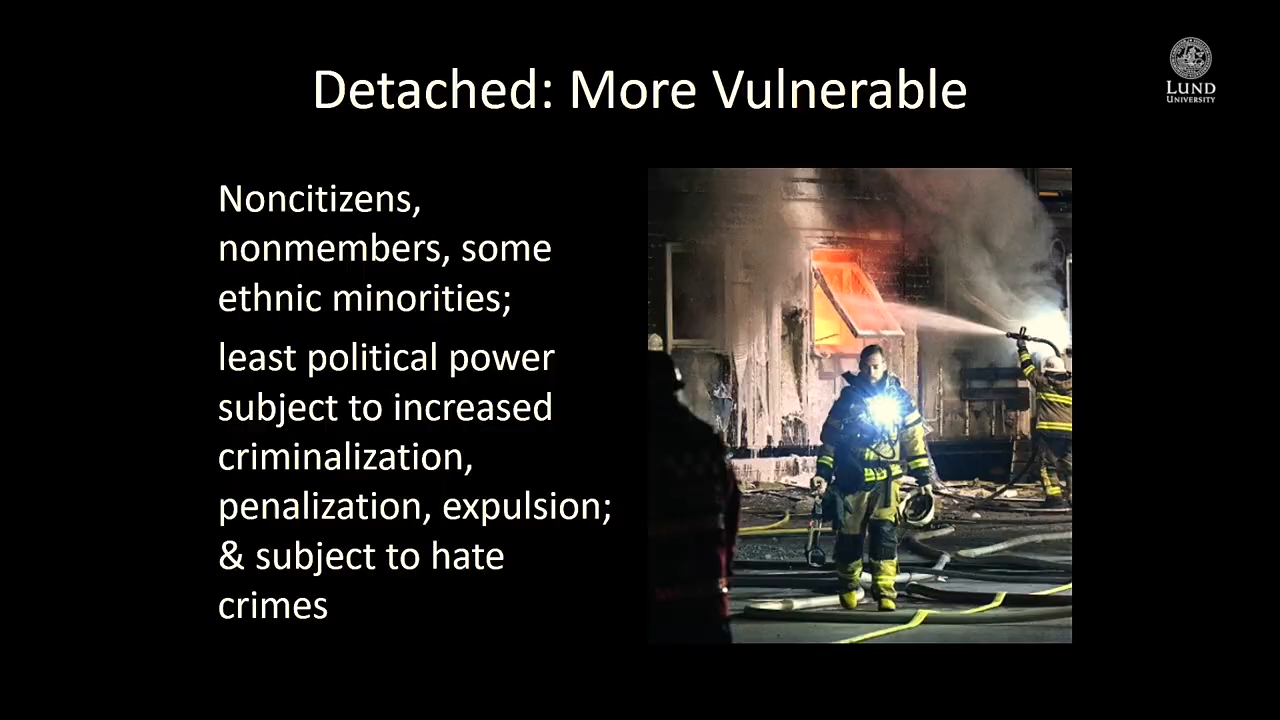 Detached: More Vulnerable
LUND
UNIVERSITY
Noncitizens,
nonmembers, some
ethnic minorities;
least political power
subject to increased
criminalization,
penalization, expulsion;
& subject to hate
crimes